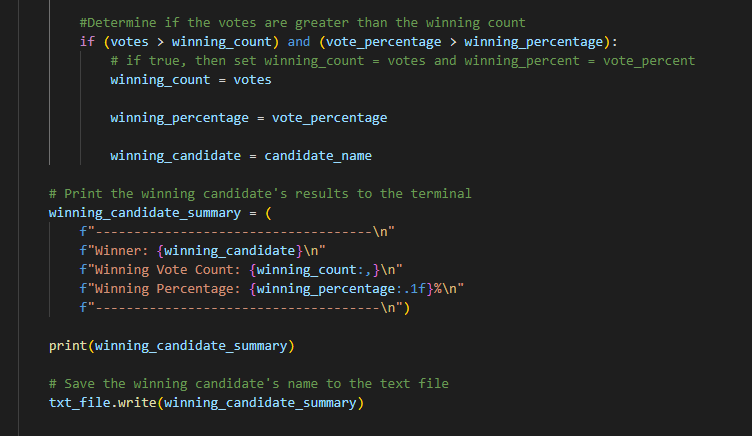 #Determine if the votes are greater than the winning count
if (votes > winning_count) and (vote_percentage > winning_percentage):
# if true, then set winning_count = votes and winning_percent = vote_percent
winning_count = votes
winning_percentage = vote_percentage
winning_candidate = candidate_name
# Print the winning candidate's results to the terminal
winning_candidate_summary = (
f"------------------------------------\n"
f"Winner: {winning_candidate}\n"
f"Winning Vote Count: {winning_count:,}\n"
f"Winning Percentage: {winning_percentage:.1f}%\n"
f"-------------------------------------\n")
print(winning_candidate_summary)
# Save the winning candidate's name to the text file
txt_file.write(winning_candidate_summary)